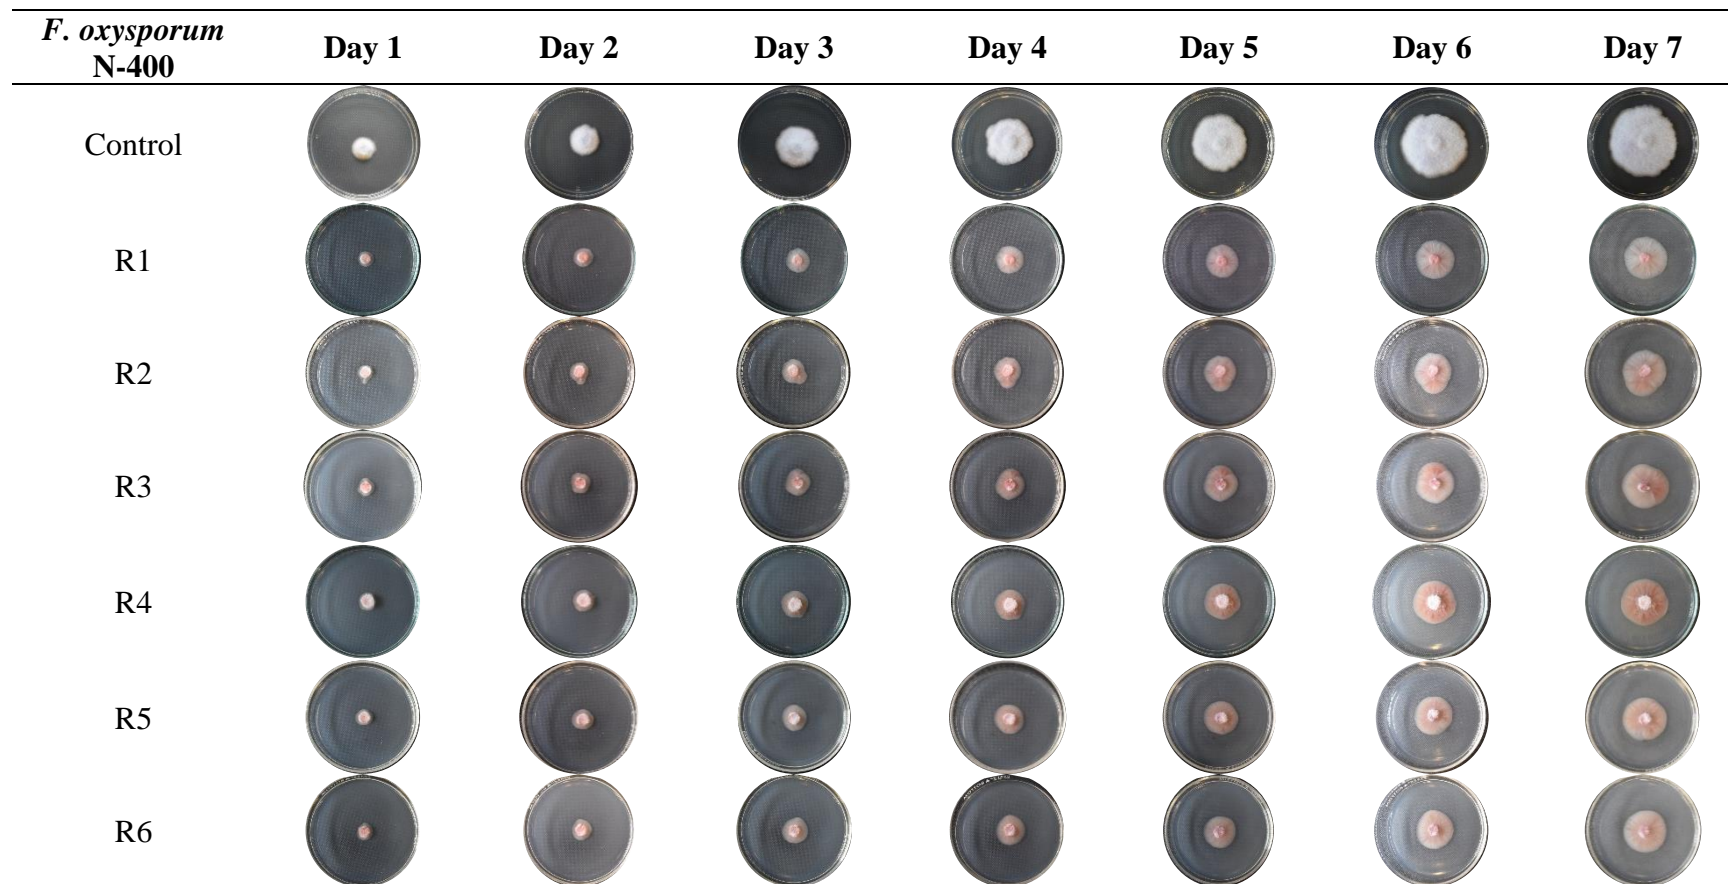 F. oxysporum
N-400
Day 1
Day 2
Day 3
Day 4
Day 5
Day 6
Day 7
Control
R1
R2
R3
R4
R5
R6